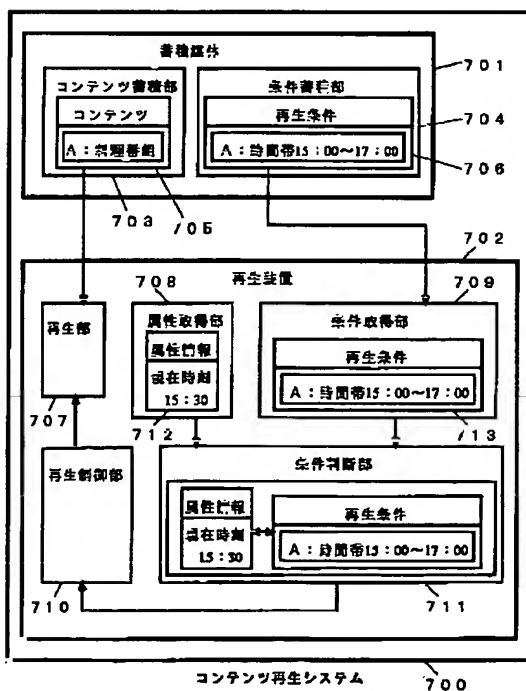 蓄積媒体
701
コンテンツ蓄積部
コンテンツ
A：料理番組
703
705
条件蓄積部
再生条件
704
A：時間帯15：00〜17：00
706
702
再生装置
708
709
再生部
707
属性取得部
属性情報
現在時刻
15：30
712
条件取得部
再生条件
A：時間帯15：00〜17：00
713
再生制御部
710
条件判断部
属性情報
現在時刻
15：30
再生条件
A：時間帯15：00〜17：00
711
700
コンテンツ再生システム